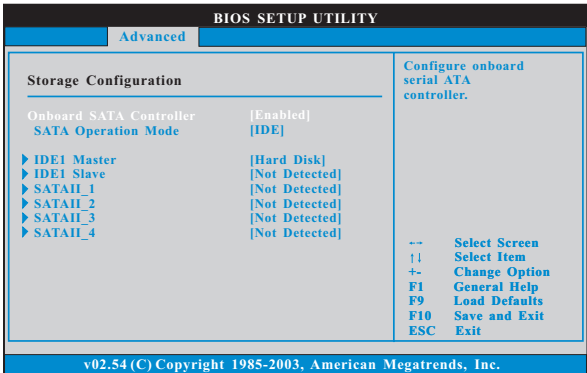 BIOS SETUP UTILITY
Advanced
Storage Configuration
Onboard SATA Controller [Enabled]
SATA Operation Mode [IDE]
IDE1 Master [Hard Disk]
IDE1 Slave [Not Detected]
SATAII_1 [Not Detected]
SATAII_2 [Not Detected]
SATAII_3 [Not Detected]
SATAII_4 [Not Detected]
Configure onboard
serial ATA
controller.
←→ Select Screen
↑↓ Select Item
+- Change Option
F1 General Help
F9 Load Defaults
F10 Save and Exit
ESC Exit
v02.54 (C) Copyright 1985-2003, American Megatrends, Inc.